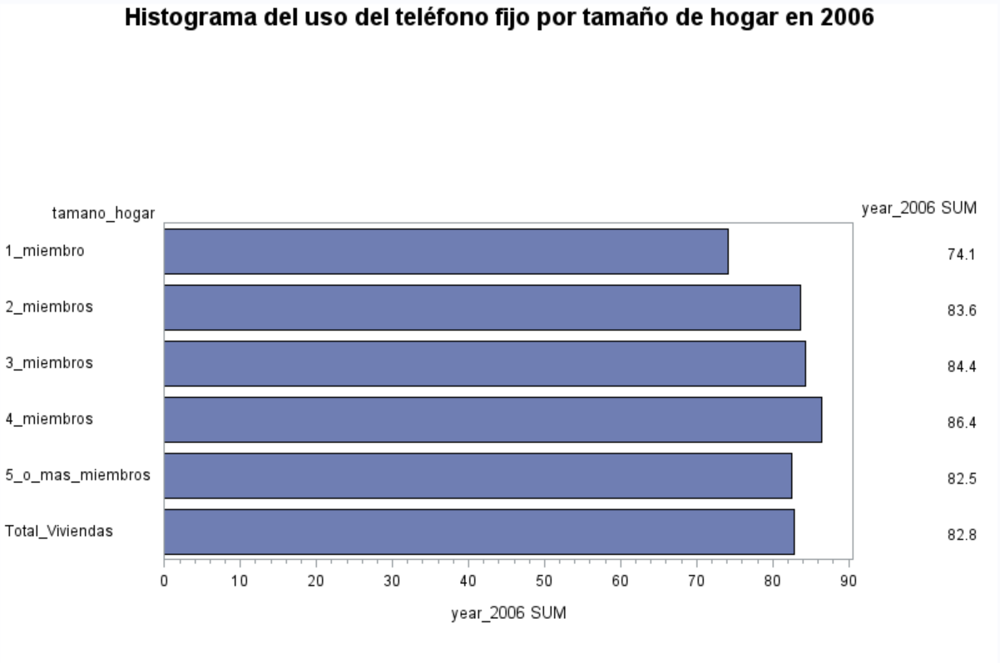 Histograma del uso del teléfono fijo por tamaño de hogar en 2006
tamano_hogar year_2006 SUM
1_miembro 74.1
2_miembros 83.6
3_miembros 84.4
4_miembros 86.4
5_o_mas_miembros 82.5
Total_Viviendas 82.8
0 10 20 30 40 50 60 70 80 90
year_2006 SUM